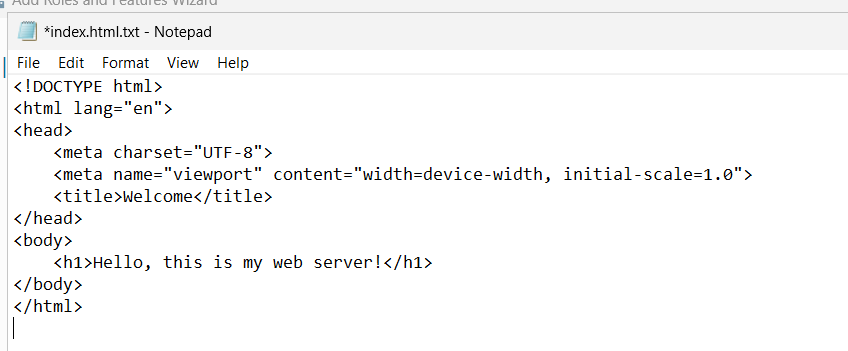 Add Roles and Features Wizard
*index.html.txt - Notepad
File Edit Format View Help
<!DOCTYPE html>
<html lang="en">
<head>
    <meta charset="UTF-8">
    <meta name="viewport" content="width=device-width, initial-scale=1.0">
    <title>Welcome</title>
</head>
<body>
    <h1>Hello, this is my web server!</h1>
</body>
</html>